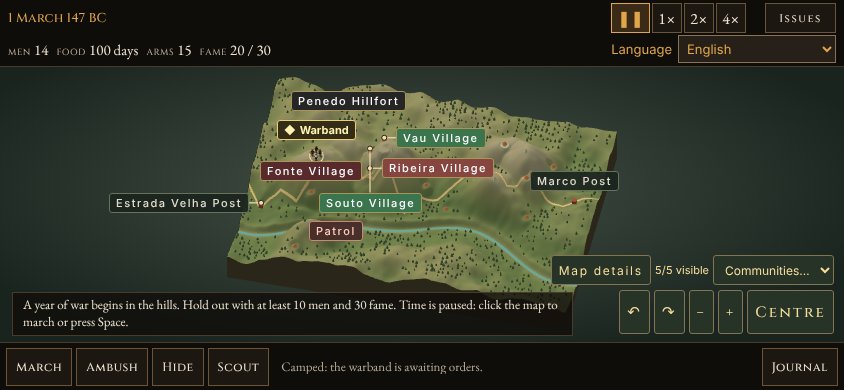 1 March 147 BC
❚❚ 1× 2× 4× Issues
MEN 14 FOOD 100 days ARMS 15 FAME 20 / 30
Language English
Penedo Hillfort
◆ Warband
Vau Village
Fonte Village
Ribeira Village
Marco Post
Estrada Velha Post
Souto Village
Patrol
Map details 5/5 visible Communities...
A year of war begins in the hills. Hold out with at least 10 men and 30 fame. Time is paused: click the map to
march or press Space.
↶ ↷ − + Centre
March Ambush Hide Scout Camped: the warband is awaiting orders. Journal